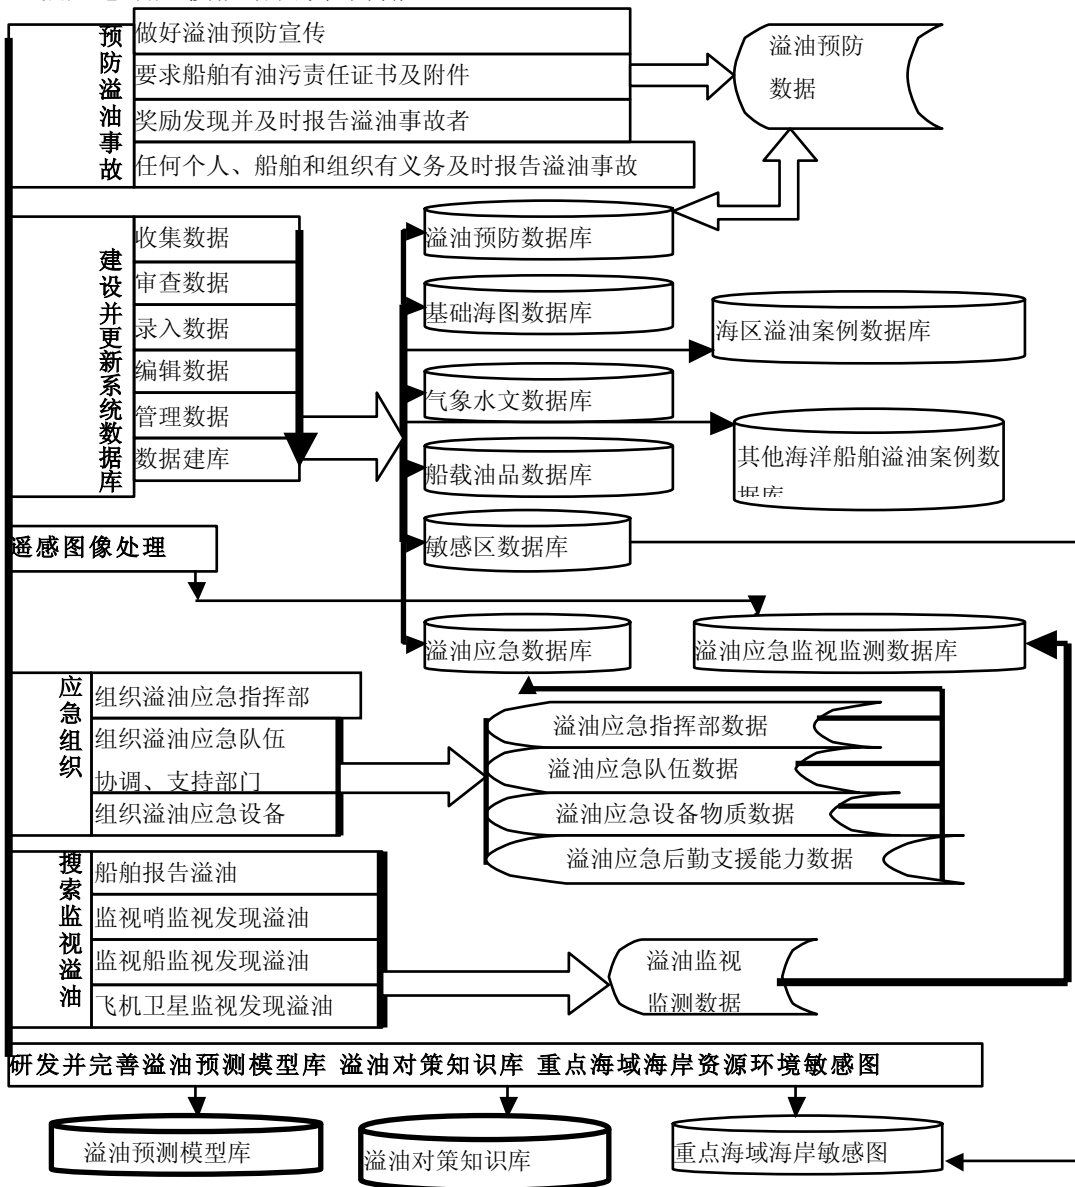 预防溢油事故
做好溢油预防宣传
要求船舶有油污责任证书及附件
奖励发现并及时报告溢油事故者
任何个人、船舶和组织有义务及时报告溢油事故
溢油预防
数据
建设并更新系统数据库
收集数据
审查数据
录入数据
编辑数据
管理数据
数据建库
溢油预防数据库
基础海图数据库
气象水文数据库
船载油品数据库
敏感区数据库
溢油应急数据库
海区溢油案例数据库
其他海洋船舶溢油案例数
据库
遥感图像处理
溢油应急监视监测数据库
应急组织
组织溢油应急指挥部
组织溢油应急队伍
协调、支持部门
组织溢油应急设备
溢油应急指挥部数据
溢油应急队伍数据
溢油应急设备物质数据
溢油应急后勤支援能力数据
搜索监视溢油
船舶报告溢油
监视哨监视发现溢油
监视船监视发现溢油
飞机卫星监视发现溢油
溢油监视
监测数据
研发并完善溢油预测模型库 溢油对策知识库 重点海域海岸资源环境敏感图
溢油预测模型库
溢油对策知识库
重点海域海岸敏感图